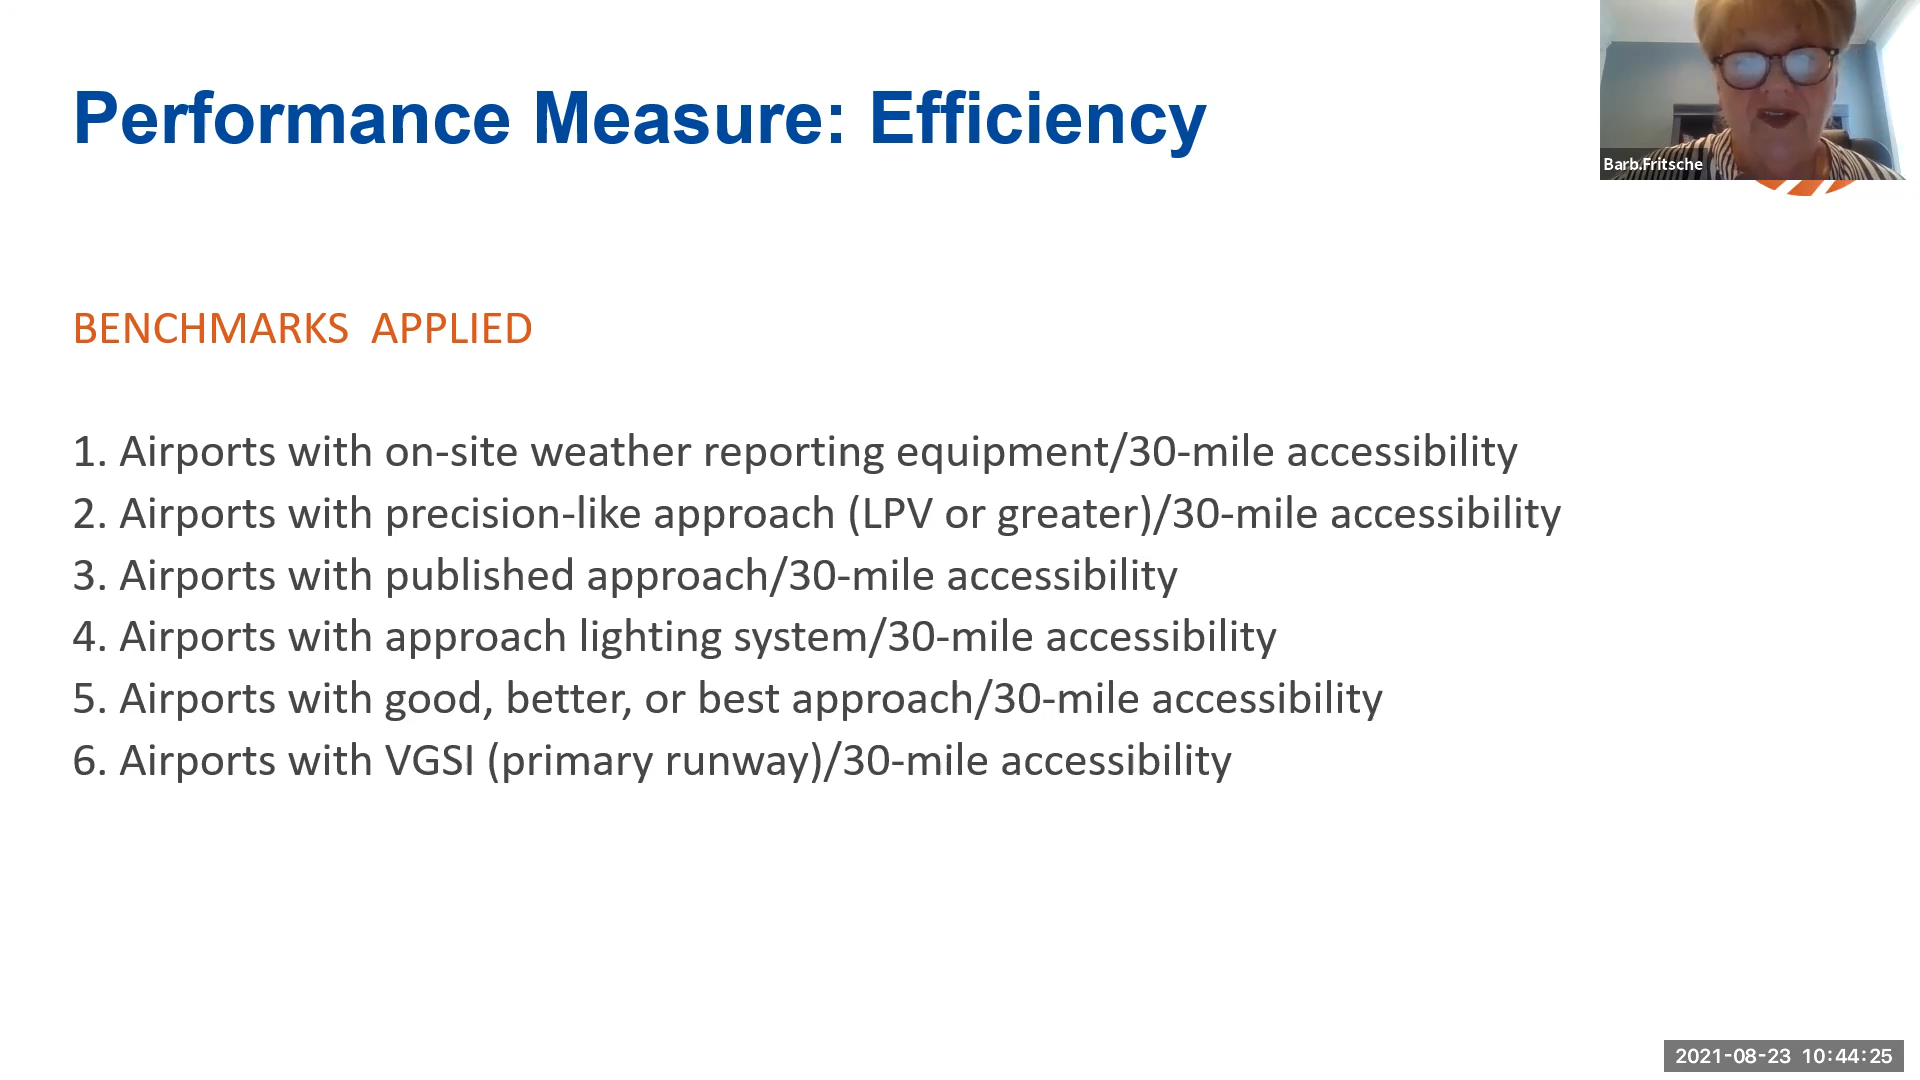 Performance Measure: Efficiency
Barb.Fritsche
BENCHMARKS APPLIED
1. Airports with on-site weather reporting equipment/30-mile accessibility
2. Airports with precision-like approach (LPV or greater)/30-mile accessibility
3. Airports with published approach/30-mile accessibility
4. Airports with approach lighting system/30-mile accessibility
5. Airports with good, better, or best approach/30-mile accessibility
6. Airports with VGSI (primary runway)/30-mile accessibility
2021-08-23 10:44:25